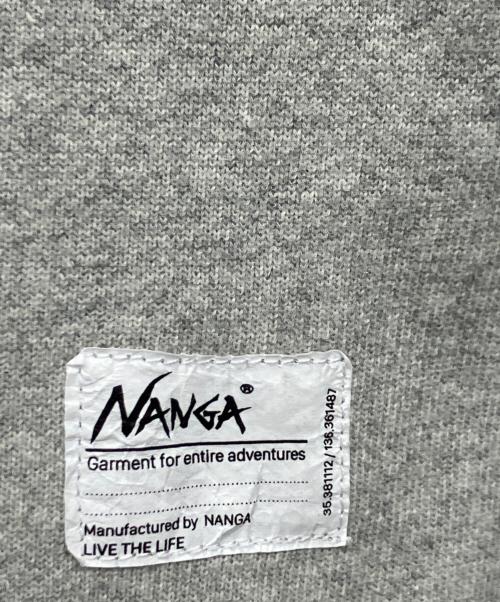 NANGA®
Garment for entire adventures
Manufactured by NANGA
LIVE THE LIFE
35.381112 / 136.361487